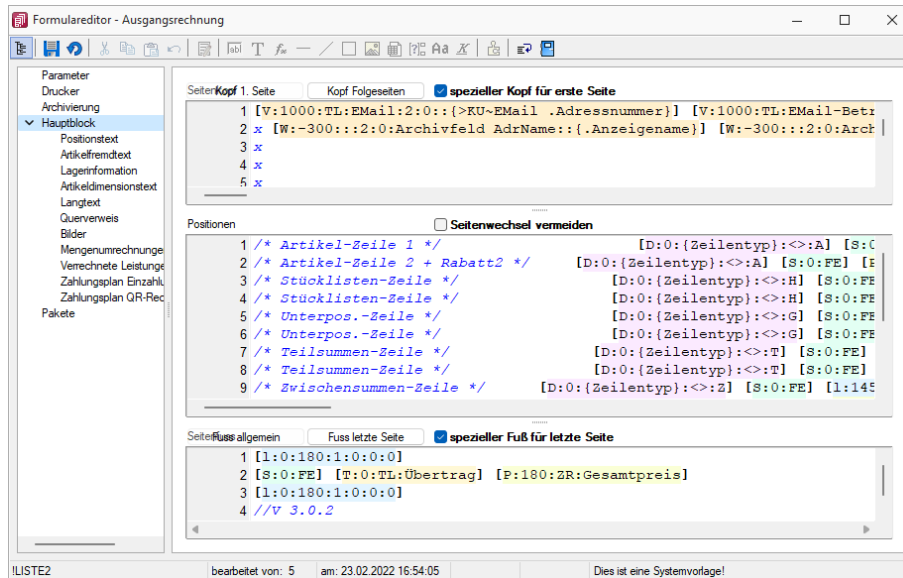 Formulareditor - Ausgangsrechnung
Parameter
Drucker
Archivierung
Hauptblock
Positionstext
Artikelfremdtext
Lagerinformation
Artikeldimensionstext
Langtext
Querverweis
Bilder
Mengenumrechnunge
Verrechnete Leistunge
Zahlungsplan Einzahlu
Zahlungsplan QR-Rec
Pakete
Kopf 1. Seite Kopf Folgeseiten spezieller Kopf für erste Seite
1 [V:1000:TL:EMail:2:0::{>KU~EMail .Adressnummer}] [V:1000:TL:EMail-Betr
2 x [W:-300:::2:0:Archivfeld AdrName::{.Anzeigename}] [W:-300:::2:0:Arch
3 x
4 x
5 x
Positionen Seitenwechsel vermeiden
1 /* Artikel-Zeile 1 */ [D:0:{Zeilentyp}:<>:A] [S:0
2 /* Artikel-Zeile 2 + Rabatt2 */ [D:0:{Zeilentyp}:<>:A] [S:0:FE]
3 /* Stücklisten-Zeile */ [D:0:{Zeilentyp}:<>:H] [S:0:FE
4 /* Stücklisten-Zeile */ [D:0:{Zeilentyp}:<>:H] [S:0:FE
5 /* Unterpos.-Zeile */ [D:0:{Zeilentyp}:<>:G] [S:0:FE
6 /* Unterpos.-Zeile */ [D:0:{Zeilentyp}:<>:G] [S:0:FE
7 /* Teilsummen-Zeile */ [D:0:{Zeilentyp}:<>:T] [S:0:FE]
8 /* Teilsummen-Zeile */ [D:0:{Zeilentyp}:<>:T] [S:0:FE]
9 /* Zwischensummen-Zeile */ [D:0:{Zeilentyp}:<>:Z] [S:0:FE] [l:145
Fuss allgemein Fuss letzte Seite spezieller Fuß für letzte Seite
1 [l:0:180:1:0:0:0]
2 [S:0:FE] [T:0:TL:Übertrag] [P:180:ZR:Gesamtpreis]
3 [l:0:180:1:0:0:0]
4 //V 3.0.2
!LISTE2 bearbeitet von: 5 am: 23.02.2022 16:54:05 Dies ist eine Systemvorlage!